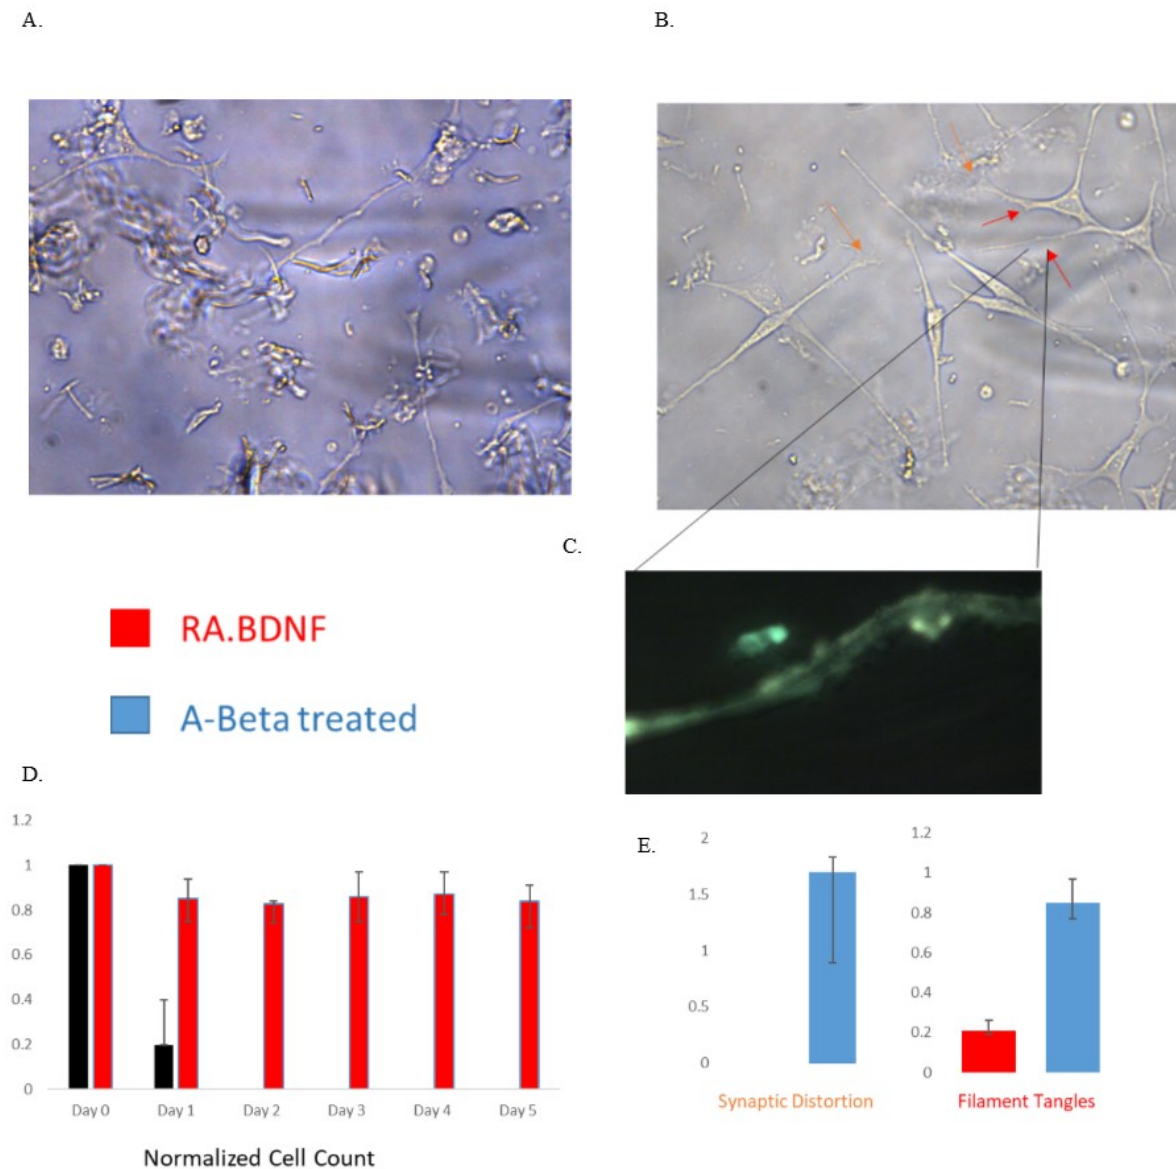 A.
B.
C.
RA.BDNF
A-Beta treated
D.
1.2
1
0.8
0.6
0.4
0.2
0
Day 0 Day 1 Day 2 Day 3 Day 4 Day 5
Normalized Cell Count
E.
2
1.5
1
0.5
0
Synaptic Distortion
1.2
1
0.8
0.6
0.4
0.2
0
Filament Tangles